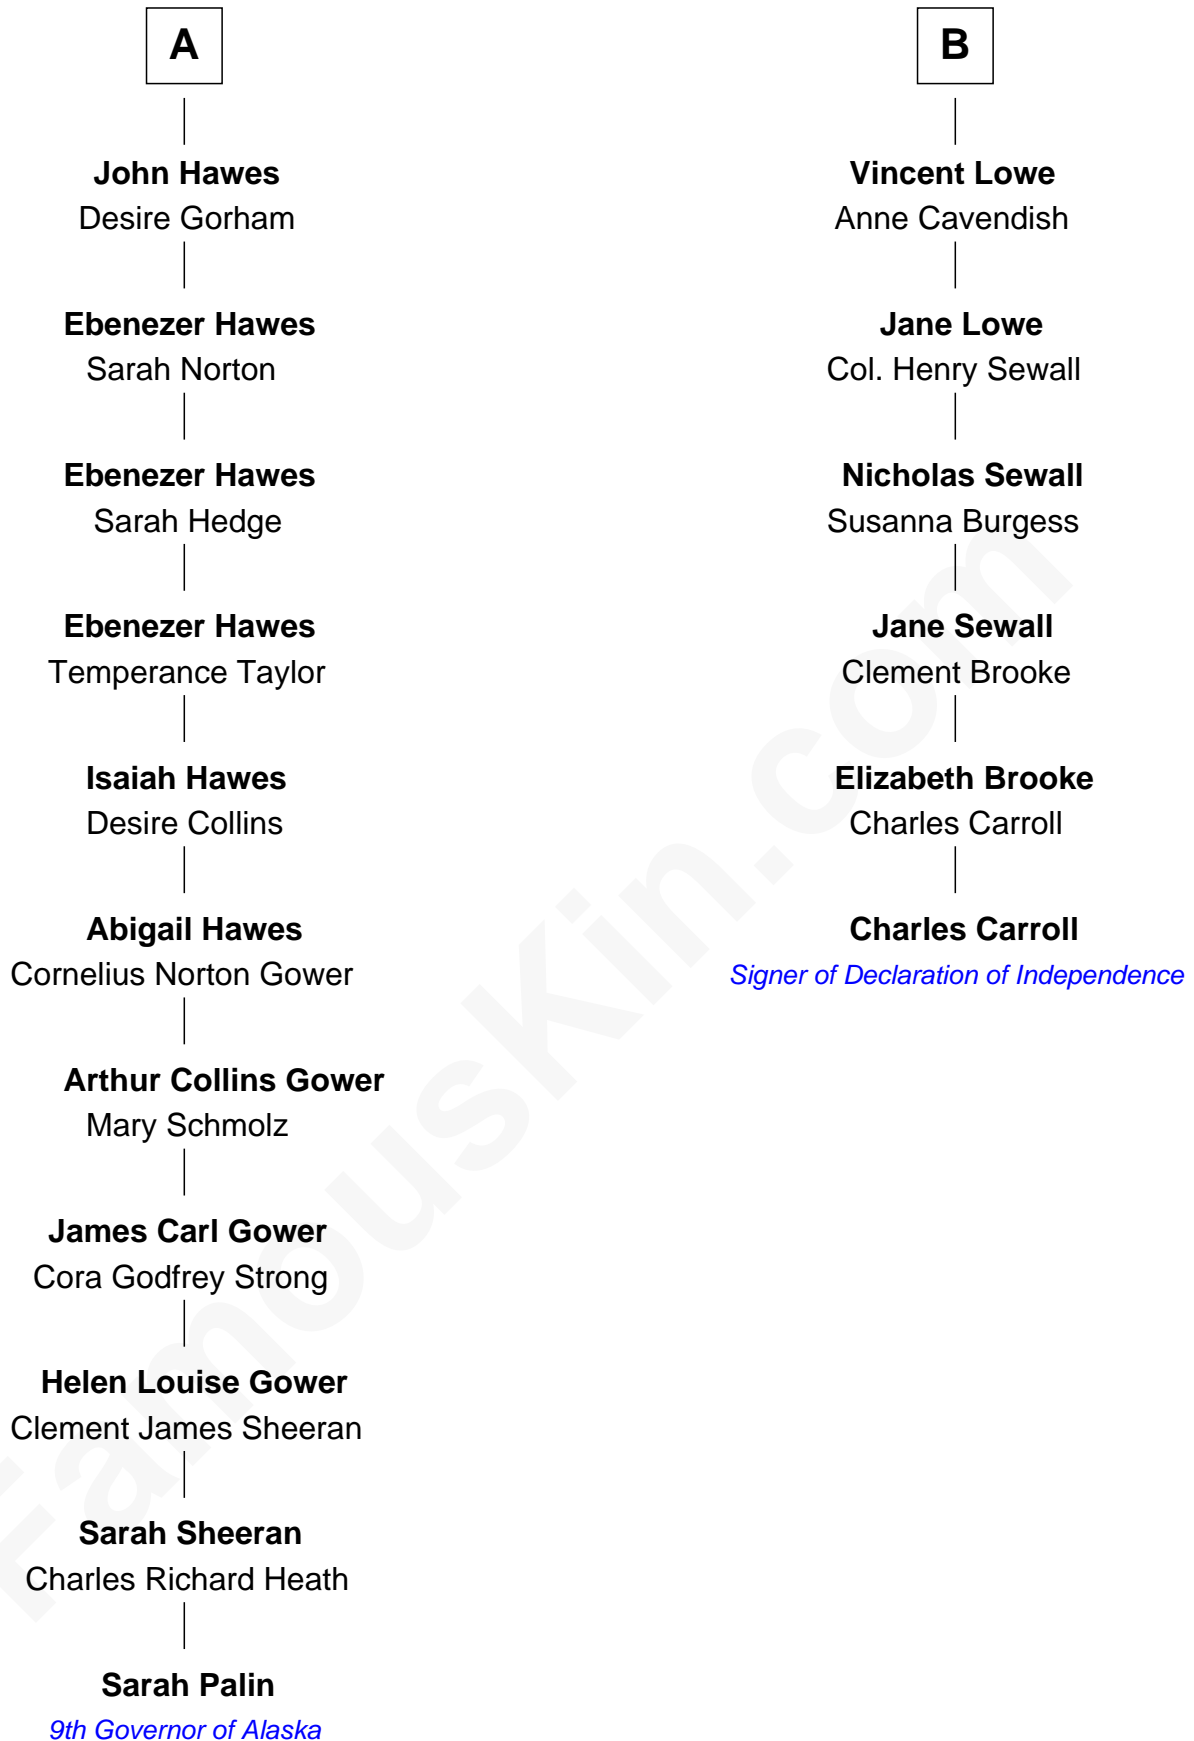 A
John Hawes
Desire Gorham
Ebenezer Hawes
Sarah Norton
Ebenezer Hawes
Sarah Hedge
Ebenezer Hawes
Temperance Taylor
Isaiah Hawes
Desire Collins
Abigail Hawes
Cornelius Norton Gower
Arthur Collins Gower
Mary Schmolz
James Carl Gower
Cora Godfrey Strong
Helen Louise Gower
Clement James Sheeran
Sarah Sheeran
Charles Richard Heath
Sarah Palin
9th Governor of Alaska
B
Vincent Lowe
Anne Cavendish
Jane Lowe
Col. Henry Sewall
Nicholas Sewall
Susanna Burgess
Jane Sewall
Clement Brooke
Elizabeth Brooke
Charles Carroll
Charles Carroll
Signer of Declaration of Independence
FamousKin.com